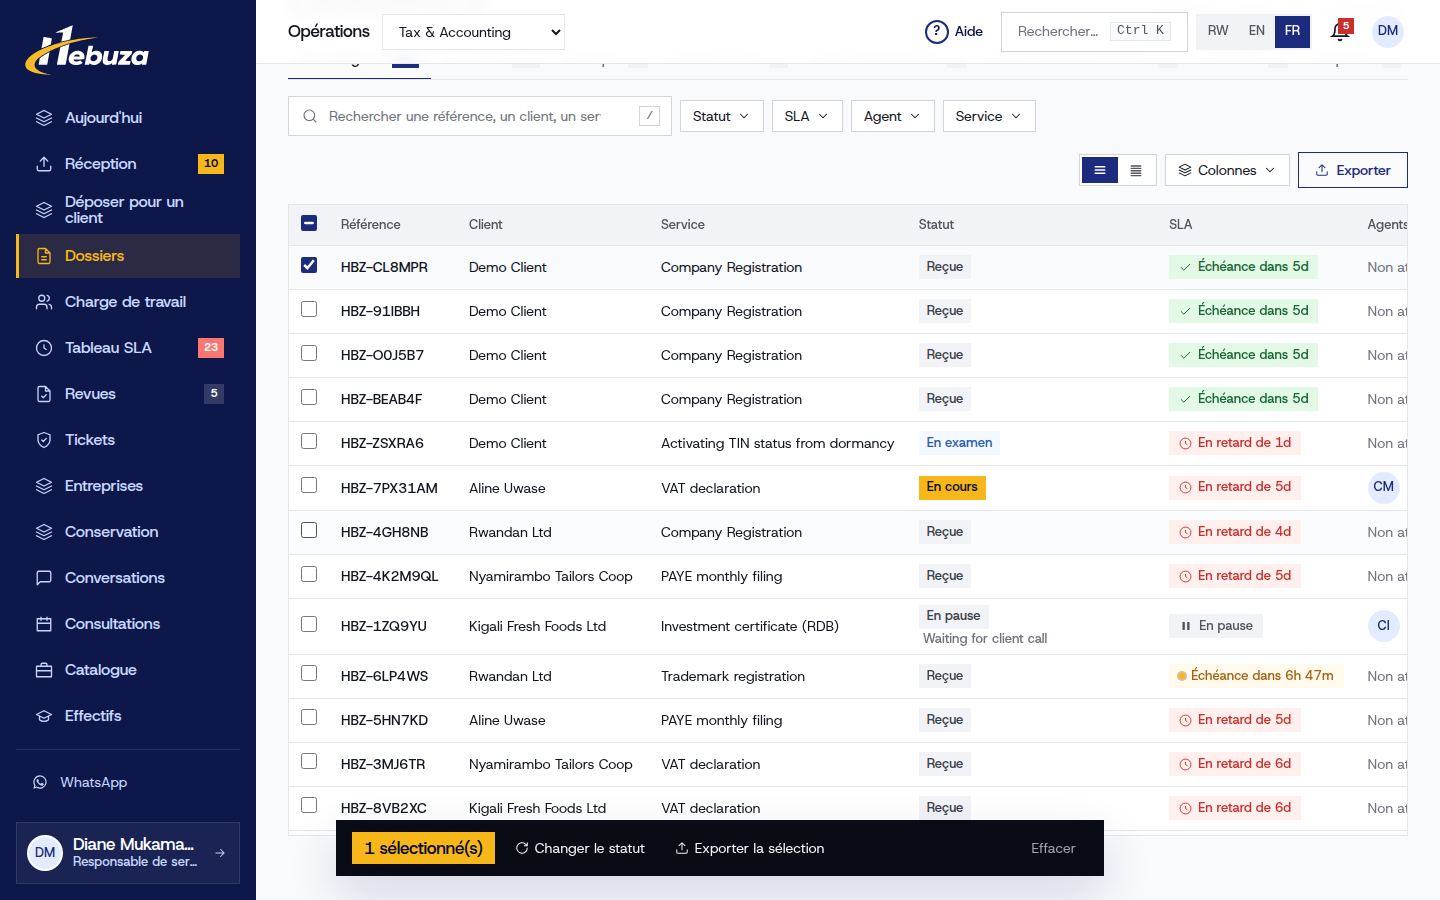 Hebuza
Opérations
Tax & Accounting
? Aide
Rechercher... Ctrl K
RW EN FR
5
DM
Aujourd'hui
Réception 10
Déposer pour un
client
Dossiers
Charge de travail
Tableau SLA 23
Revues 5
Tickets
Entreprises
Conservation
Conversations
Consultations
Catalogue
Effectifs
WhatsApp
DM Diane Mukama...
Responsable de ser...
Rechercher une référence, un client, un ser /
Statut SLA Agent Service
Colonnes Exporter
Référence Client Service Statut SLA Agents
HBZ-CL8MPR Demo Client Company Registration Reçue Échéance dans 5d Non at
HBZ-91IBBH Demo Client Company Registration Reçue Échéance dans 5d Non at
HBZ-O0J5B7 Demo Client Company Registration Reçue Échéance dans 5d Non at
HBZ-BEAB4F Demo Client Company Registration Reçue Échéance dans 5d Non at
HBZ-ZSXRA6 Demo Client Activating TIN status from dormancy En examen En retard de 1d Non at
HBZ-7PX31AM Aline Uwase VAT declaration En cours En retard de 5d CM
HBZ-4GH8NB Rwandan Ltd Company Registration Reçue En retard de 4d Non at
HBZ-4K2M9QL Nyamirambo Tailors Coop PAYE monthly filing Reçue En retard de 5d Non at
HBZ-1ZQ9YU Kigali Fresh Foods Ltd Investment certificate (RDB) En pause En pause CI
Waiting for client call
HBZ-6LP4WS Rwandan Ltd Trademark registration Reçue Échéance dans 6h 47m Non at
HBZ-5HN7KD Aline Uwase PAYE monthly filing Reçue En retard de 5d Non at
HBZ-3MJ6TR Nyamirambo Tailors Coop VAT declaration Reçue En retard de 6d Non at
HBZ-8VB2XC Kigali Fresh Foods Ltd VAT declaration Reçue En retard de 6d Non at
1 sélectionné(s) Changer le statut Exporter la sélection Effacer